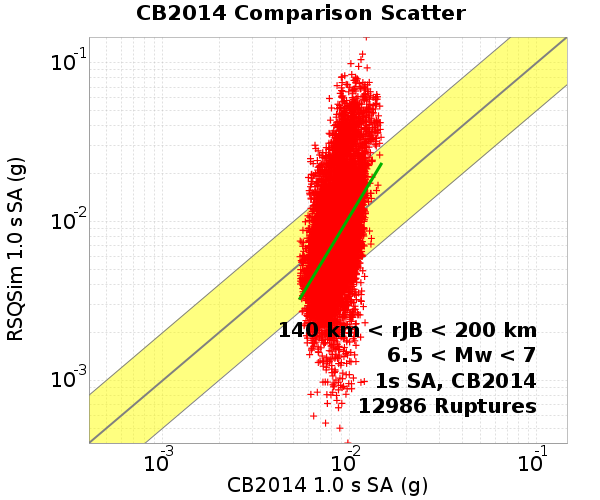 CB2014 Comparison Scatter
RSQSim 1.0 s SA (g)
10-1
10-2
10-3
140 km < rJB < 200 km
6.5 < Mw < 7
1s SA, CB2014
12986 Ruptures
10-3
10-2
10-1
CB2014 1.0 s SA (g)